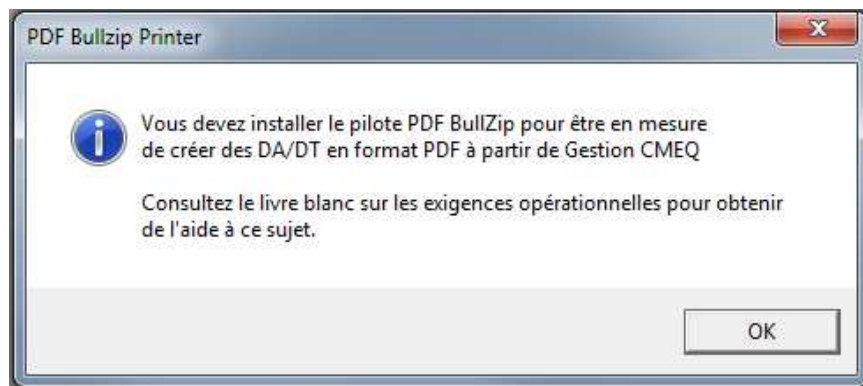 PDF Bullzip Printer
Vous devez installer le pilote PDF BullZip pour être en mesure
de créer des DA/DT en format PDF à partir de Gestion CMEQ
Consultez le livre blanc sur les exigences opérationnelles pour obtenir
de l'aide à ce sujet.
OK